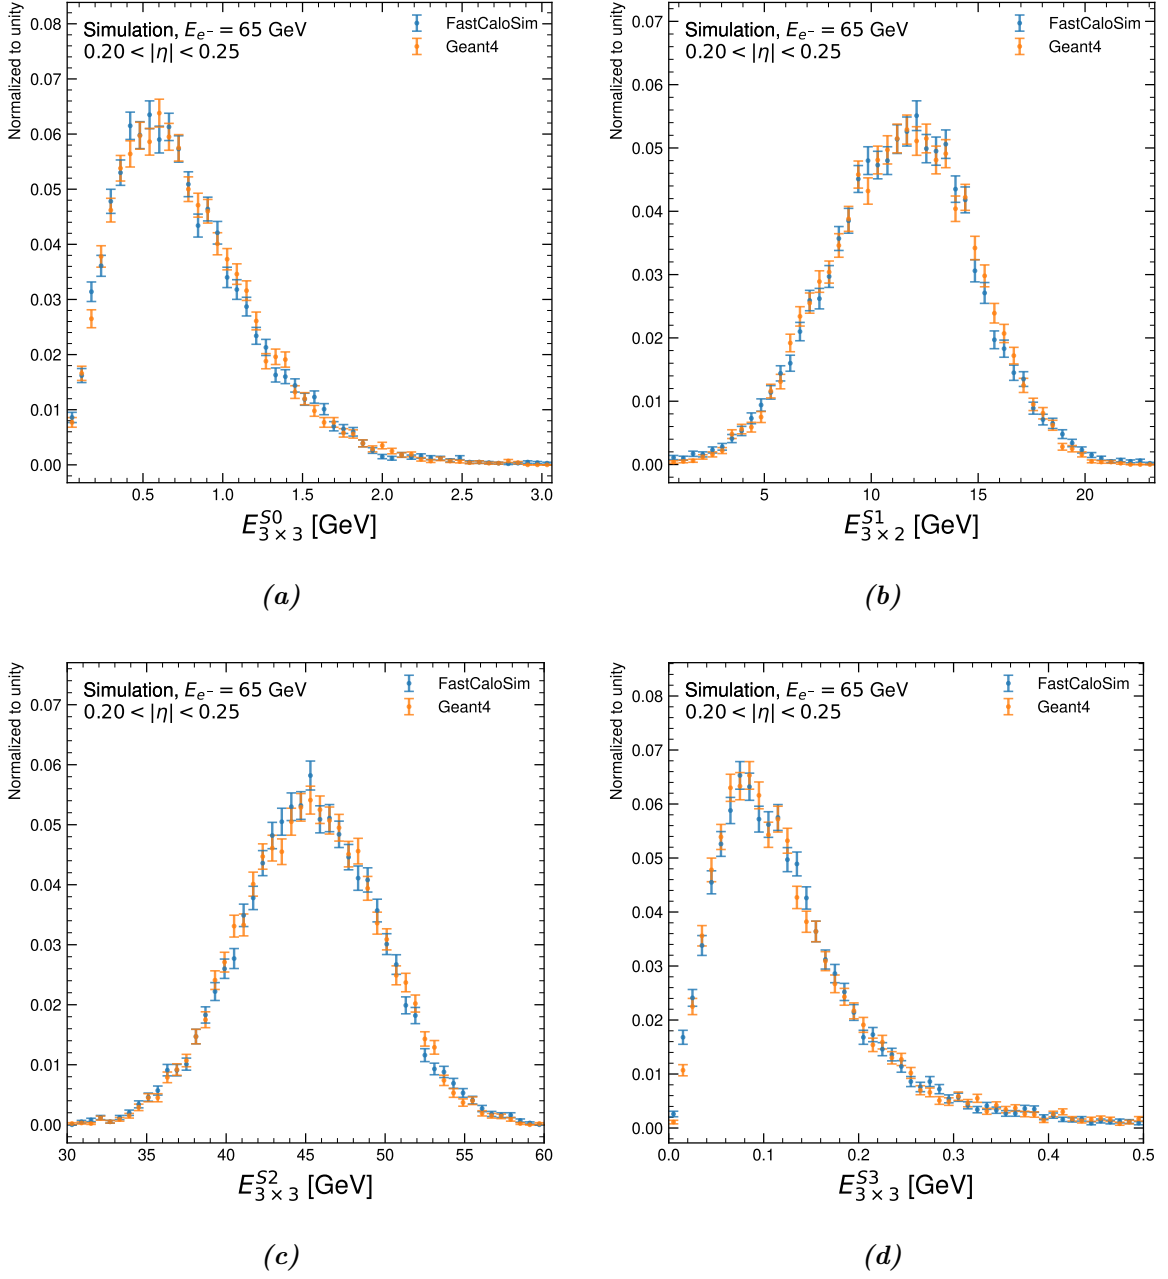 Normalized to unity
0.08
0.07
0.06
0.05
0.04
0.03
0.02
0.01
0.00
Simulation, E_{e^-} = 65 GeV
0.20 < |η| < 0.25
FastCaloSim
Geant4
0.5 1.0 1.5 2.0 2.5 3.0
E^{S0}_{3 × 3} [GeV]
(a)
Normalized to unity
0.07
0.06
0.05
0.04
0.03
0.02
0.01
0.00
Simulation, E_{e^-} = 65 GeV
0.20 < |η| < 0.25
FastCaloSim
Geant4
5 10 15 20
E^{S1}_{3 × 2} [GeV]
(b)
Normalized to unity
0.07
0.06
0.05
0.04
0.03
0.02
0.01
0.00
Simulation, E_{e^-} = 65 GeV
0.20 < |η| < 0.25
FastCaloSim
Geant4
30 35 40 45 50 55 60
E^{S2}_{3 × 3} [GeV]
(c)
Normalized to unity
0.08
0.07
0.06
0.05
0.04
0.03
0.02
0.01
0.00
Simulation, E_{e^-} = 65 GeV
0.20 < |η| < 0.25
FastCaloSim
Geant4
0.0 0.1 0.2 0.3 0.4 0.5
E^{S3}_{3 × 3} [GeV]
(d)